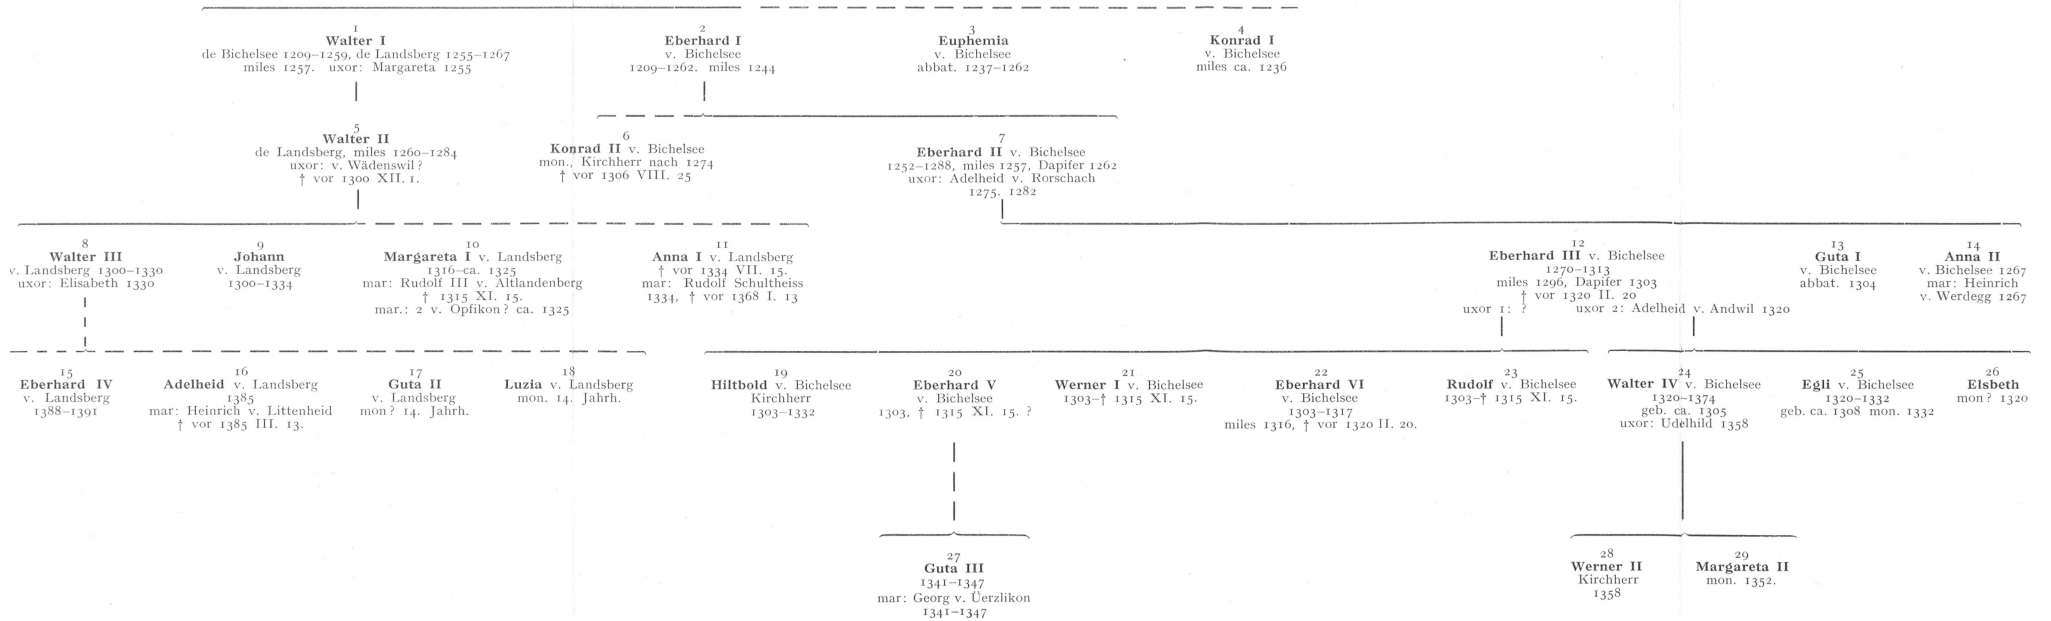 1
Walter I
de Bichelsee 1209–1259, de Landsberg 1255–1267
miles 1257. uxor: Margareta 1255
2
Eberhard I
v. Bichelsee
1209–1262. miles 1244
3
Euphemia
v. Bichelsee
abbat. 1237–1262
4
Konrad I
v. Bichelsee
miles ca. 1236
5
Walter II
de Landsberg, miles 1260–1284
uxor: v. Wädenswil ?
† vor 1300 XII. 1.
6
Konrad II v. Bichelsee
mon., Kirchherr nach 1274
† vor 1306 VIII. 25
7
Eberhard II v. Bichelsee
1252–1288, miles 1257, Dapifer 1262
uxor: Adelheid v. Rorschach
1275. 1282
8
Walter III
v. Landsberg 1300–1330
uxor: Elisabeth 1330
9
Johann
v. Landsberg
1300–1334
10
Margareta I v. Landsberg
1316–ca. 1325
mar: Rudolf III v. Altlandenberg
† 1315 XI. 15.
mar.: 2 v. Opfikon ? ca. 1325
11
Anna I v. Landsberg
† vor 1334 VII. 15.
mar: Rudolf Schultheiss
1334, † vor 1368 I. 13
12
Eberhard III v. Bichelsee
1270–1313
miles 1296, Dapifer 1303
† vor 1320 II. 20
uxor 1: ? uxor 2: Adelheid v. Andwil 1320
13
Guta I
v. Bichelsee
abbat. 1304
14
Anna II
v. Bichelsee 1267
mar: Heinrich
v. Werdegg 1267
15
Eberhard IV
v. Landsberg
1388–1391
16
Adelheid v. Landsberg
1385
mar: Heinrich v. Littenheid
† vor 1385 III. 13.
17
Guta II
v. Landsberg
mon? 14. Jahrh.
18
Luzia v. Landsberg
mon. 14. Jahrh.
19
Hiltbold v. Bichelsee
Kirchherr
1303–1332
20
Eberhard V
v. Bichelsee
1303, † 1315 XI. 15. ?
21
Werner I v. Bichelsee
1303–† 1315 XI. 15.
22
Eberhard VI
v. Bichelsee
1303–1317
miles 1316, † vor 1320 II. 20.
23
Rudolf v. Bichelsee
1303–† 1315 XI. 15.
24
Walter IV v. Bichelsee
1320–1374
geb. ca. 1305
uxor: Udelhild 1358
25
Egli v. Bichelsee
1320–1332
geb. ca. 1308 mon. 1332
26
Elsbeth
mon? 1320
27
Guta III
1341–1347
mar: Georg v. Üerzlikon
1341–1347
28
Werner II
Kirchherr
1358
29
Margareta II
mon. 1352.